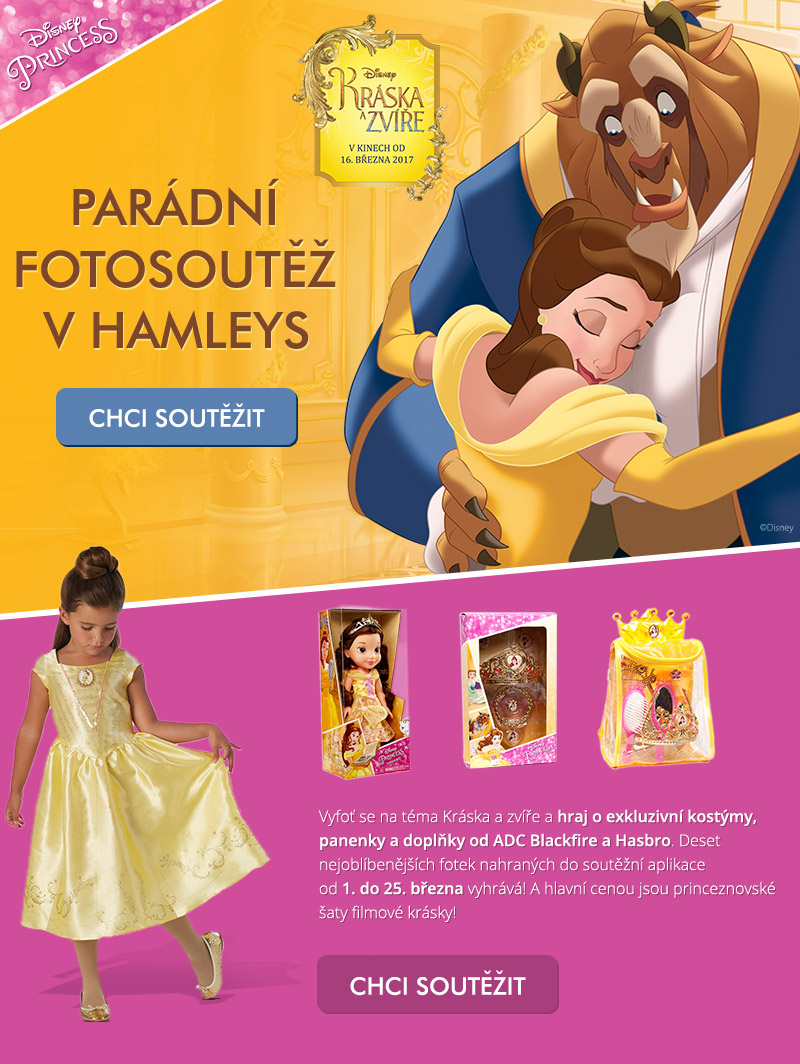 Disney
PRINCESS
Disney
KRÁSKA
A ZVÍŘE
V KINECH OD
16. BŘEZNA 2017
PARÁDNÍ
FOTOSOUTĚŽ
V HAMLEYS
CHCI SOUTĚŽIT
©Disney
Vyfoť se na téma Kráska a zvíře a hraj o exkluzivní kostýmy,
panenky a doplňky od ADC Blackfire a Hasbro. Deset
nejoblíbenějších fotek nahraných do soutěžní aplikace
od 1. do 25. března vyhrává! A hlavní cenou jsou princeznovské
šaty filmové krásky!
CHCI SOUTĚŽIT